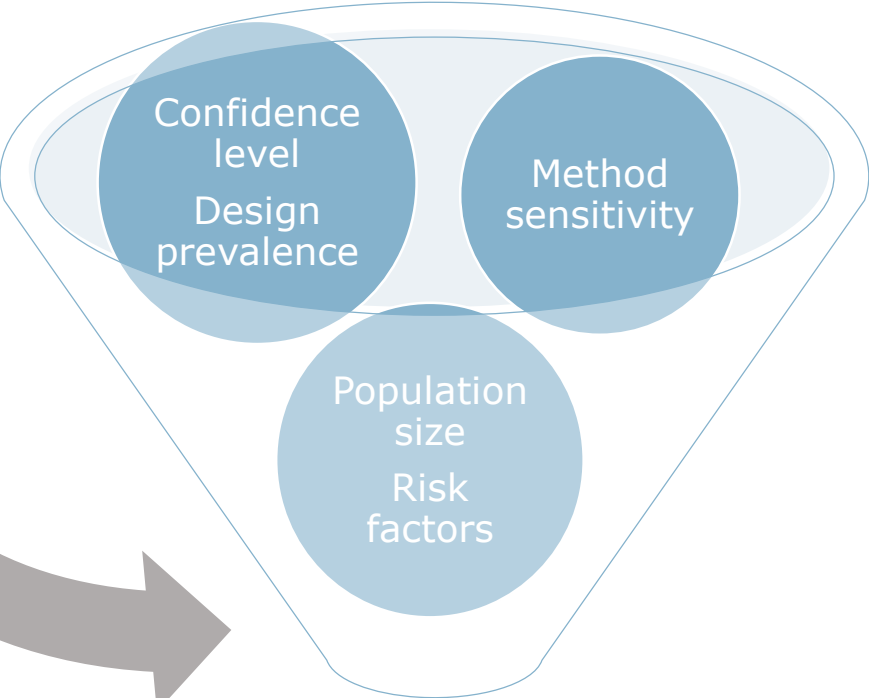 Confidence
level
Design
prevalence
Method
sensitivity
Population
size
Risk
factors